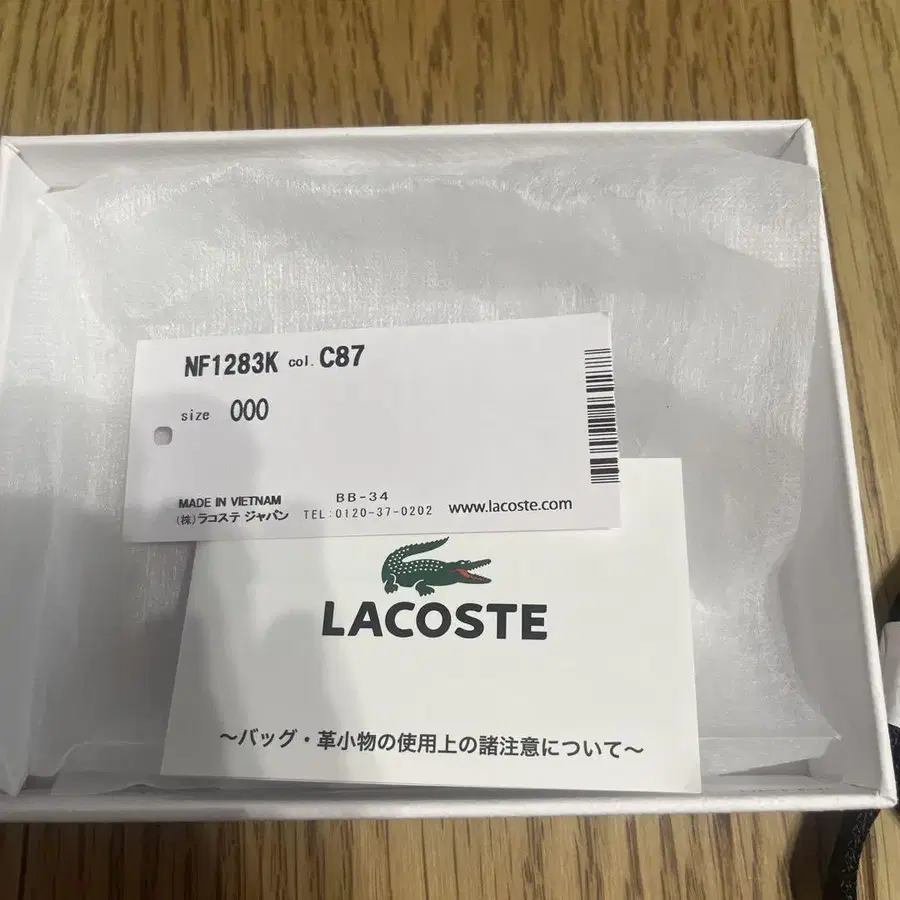 NF1283K col. C87
size 000
MADE IN VIETNAM BB-34
(株)ラコステ ジャパン TEL:0120-37-0202 www.lacoste.com
LACOSTE
~バッグ・革小物の使用上の諸注意について~